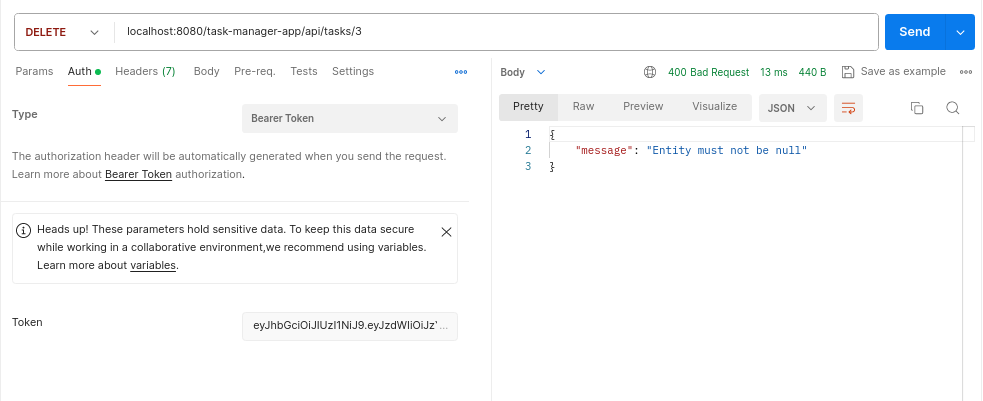 DELETE localhost:8080/task-manager-app/api/tasks/3 Send
Params Auth Headers (7) Body Pre-req. Tests Settings
Type Bearer Token
The authorization header will be automatically generated when you send the request.
Learn more about Bearer Token authorization.
Heads up! These parameters hold sensitive data. To keep this data secure
while working in a collaborative environment,we recommend using variables.
Learn more about variables.
Token eyJhbGciOiJIUzI1NiJ9.eyJzdWIiOiJz`...
Body 400 Bad Request 13 ms 440 B Save as example
Pretty Raw Preview Visualize JSON
1 {
2 "message": "Entity must not be null"
3 }